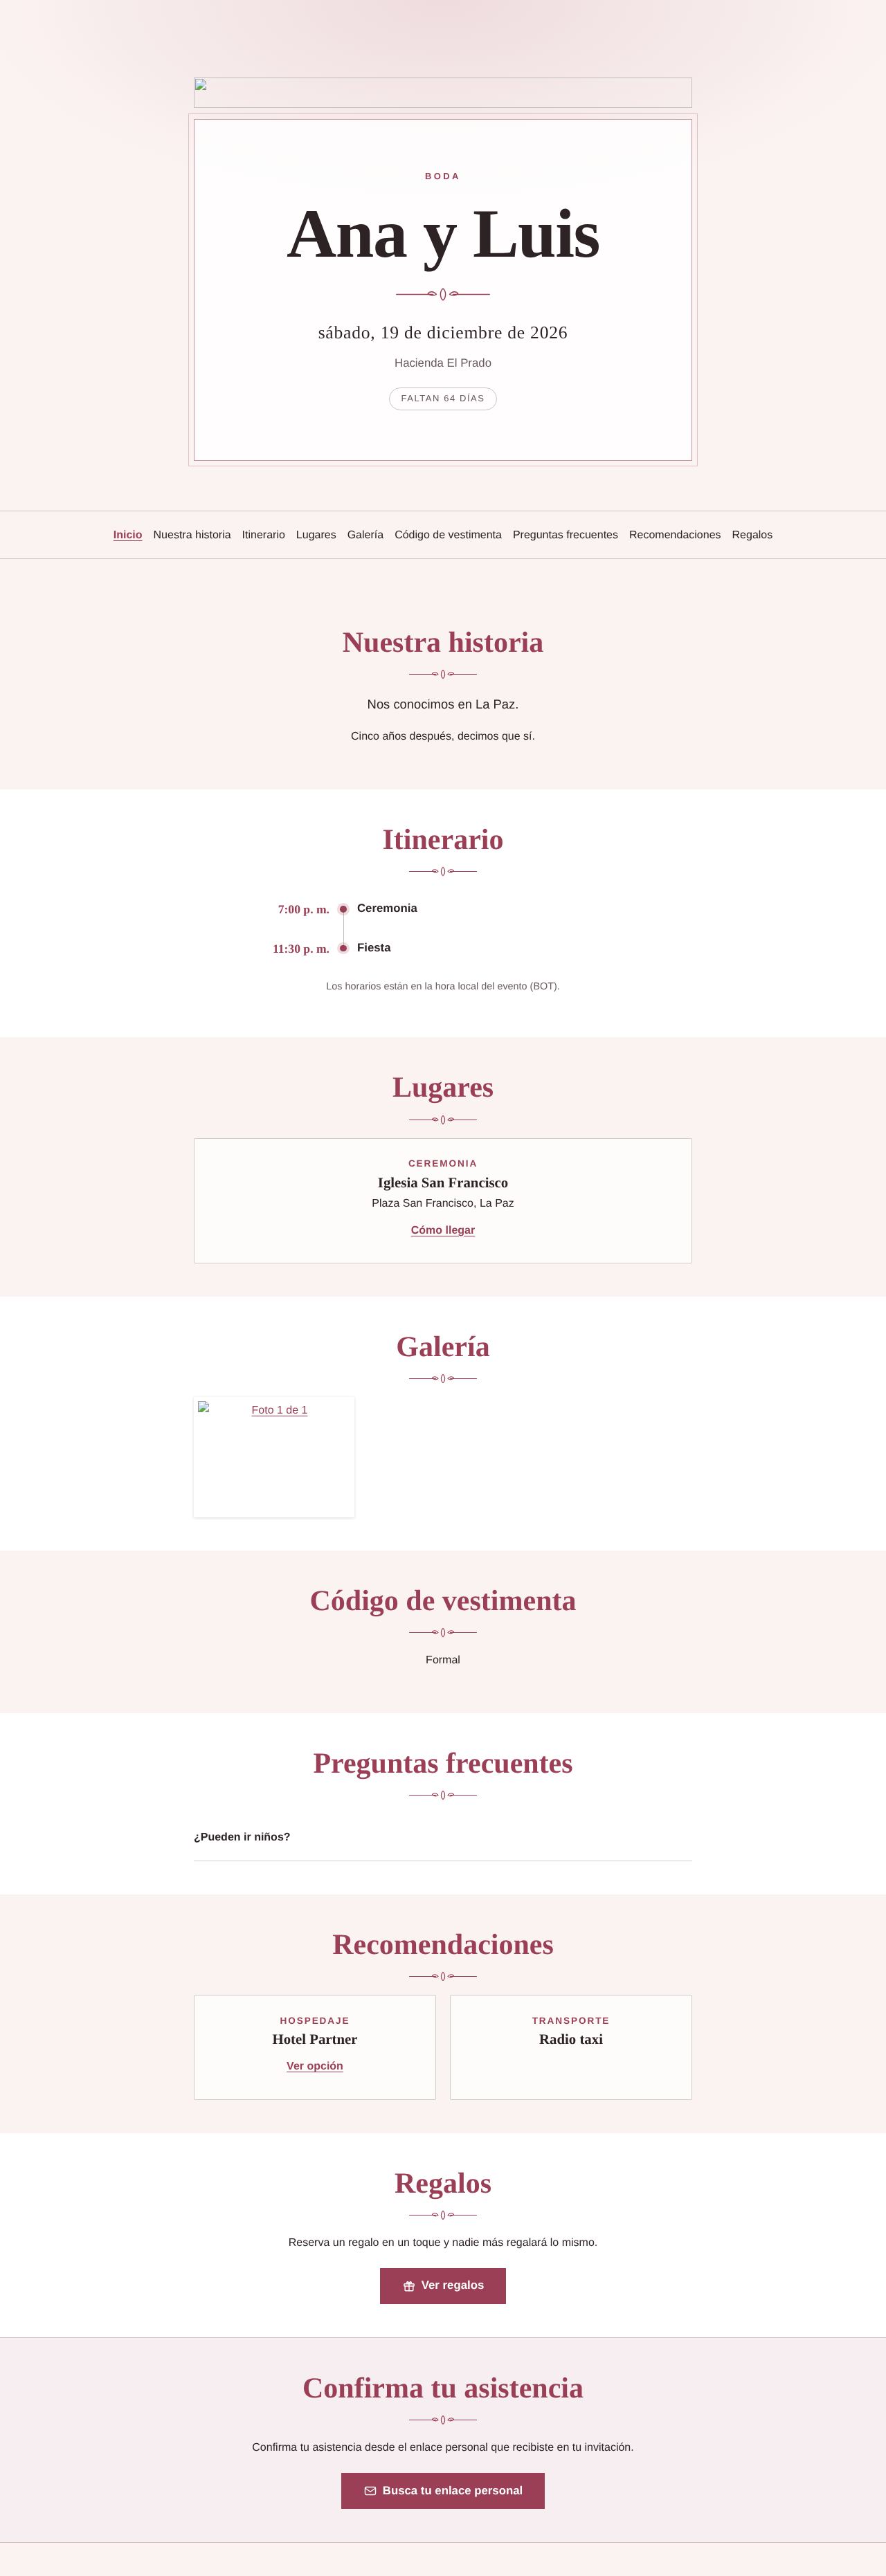 BODA
Ana y Luis
sábado, 19 de diciembre de 2026
Hacienda El Prado
FALTAN 64 DÍAS
Inicio Nuestra historia Itinerario Lugares Galería Código de vestimenta Preguntas frecuentes Recomendaciones Regalos
Nuestra historia
Nos conocimos en La Paz.
Cinco años después, decimos que sí.
Itinerario
7:00 p. m. Ceremonia
11:30 p. m. Fiesta
Los horarios están en la hora local del evento (BOT).
Lugares
CEREMONIA
Iglesia San Francisco
Plaza San Francisco, La Paz
Cómo llegar
Galería
Foto 1 de 1
Código de vestimenta
Formal
Preguntas frecuentes
¿Pueden ir niños?
Recomendaciones
HOSPEDAJE
Hotel Partner
Ver opción
TRANSPORTE
Radio taxi
Regalos
Reserva un regalo en un toque y nadie más regalará lo mismo.
Ver regalos
Confirma tu asistencia
Confirma tu asistencia desde el enlace personal que recibiste en tu invitación.
Busca tu enlace personal